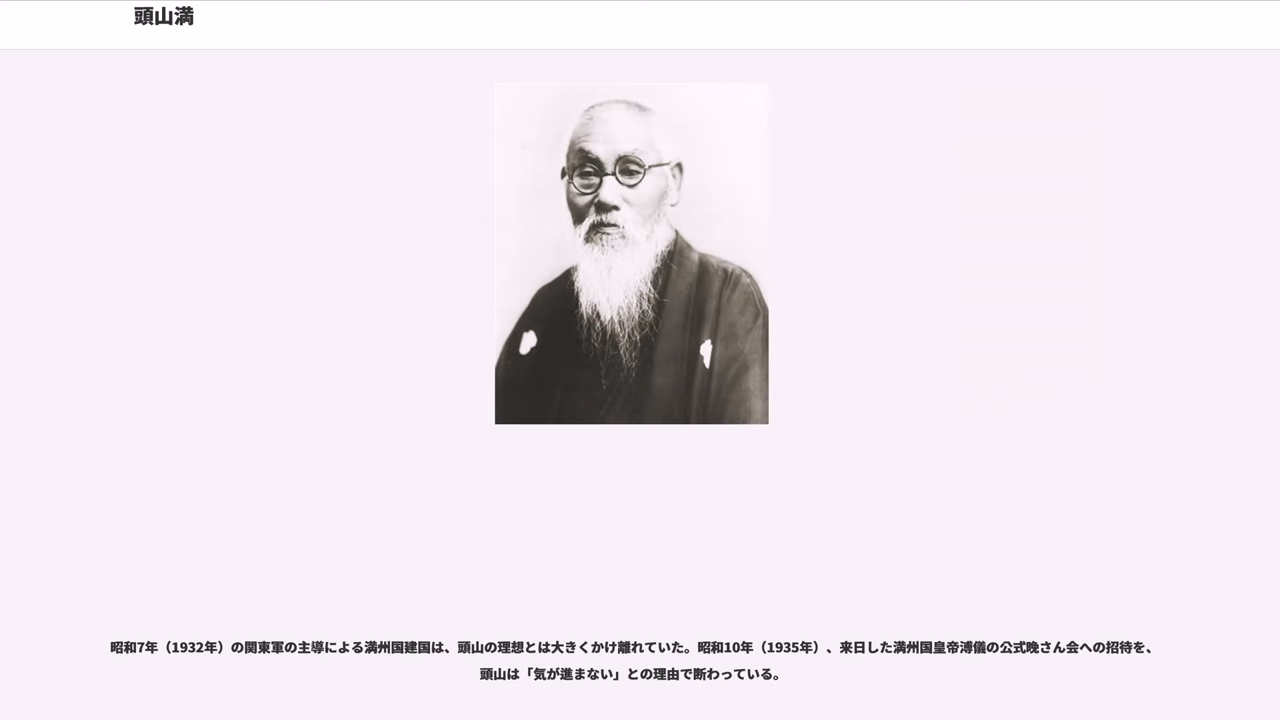 頭山満
昭和7年（1932年）の関東軍の主導による満州国建国は、頭山の理想とは大きくかけ離れていた。昭和10年（1935年）、来日した満州国皇帝溥儀の公式晩さん会への招待を、
頭山は「気が進まない」との理由で断わっている。